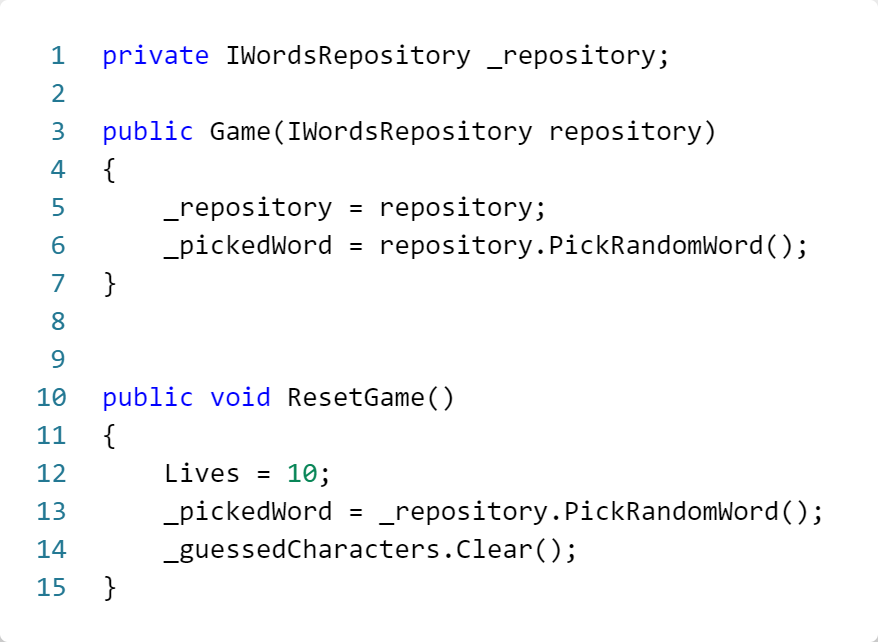 1 private IWordsRepository _repository;
2
3 public Game(IWordsRepository repository)
4 {
5     _repository = repository;
6     _pickedWord = repository.PickRandomWord();
7 }
8
9
10 public void ResetGame()
11 {
12     Lives = 10;
13     _pickedWord = _repository.PickRandomWord();
14     _guessedCharacters.Clear();
15 }